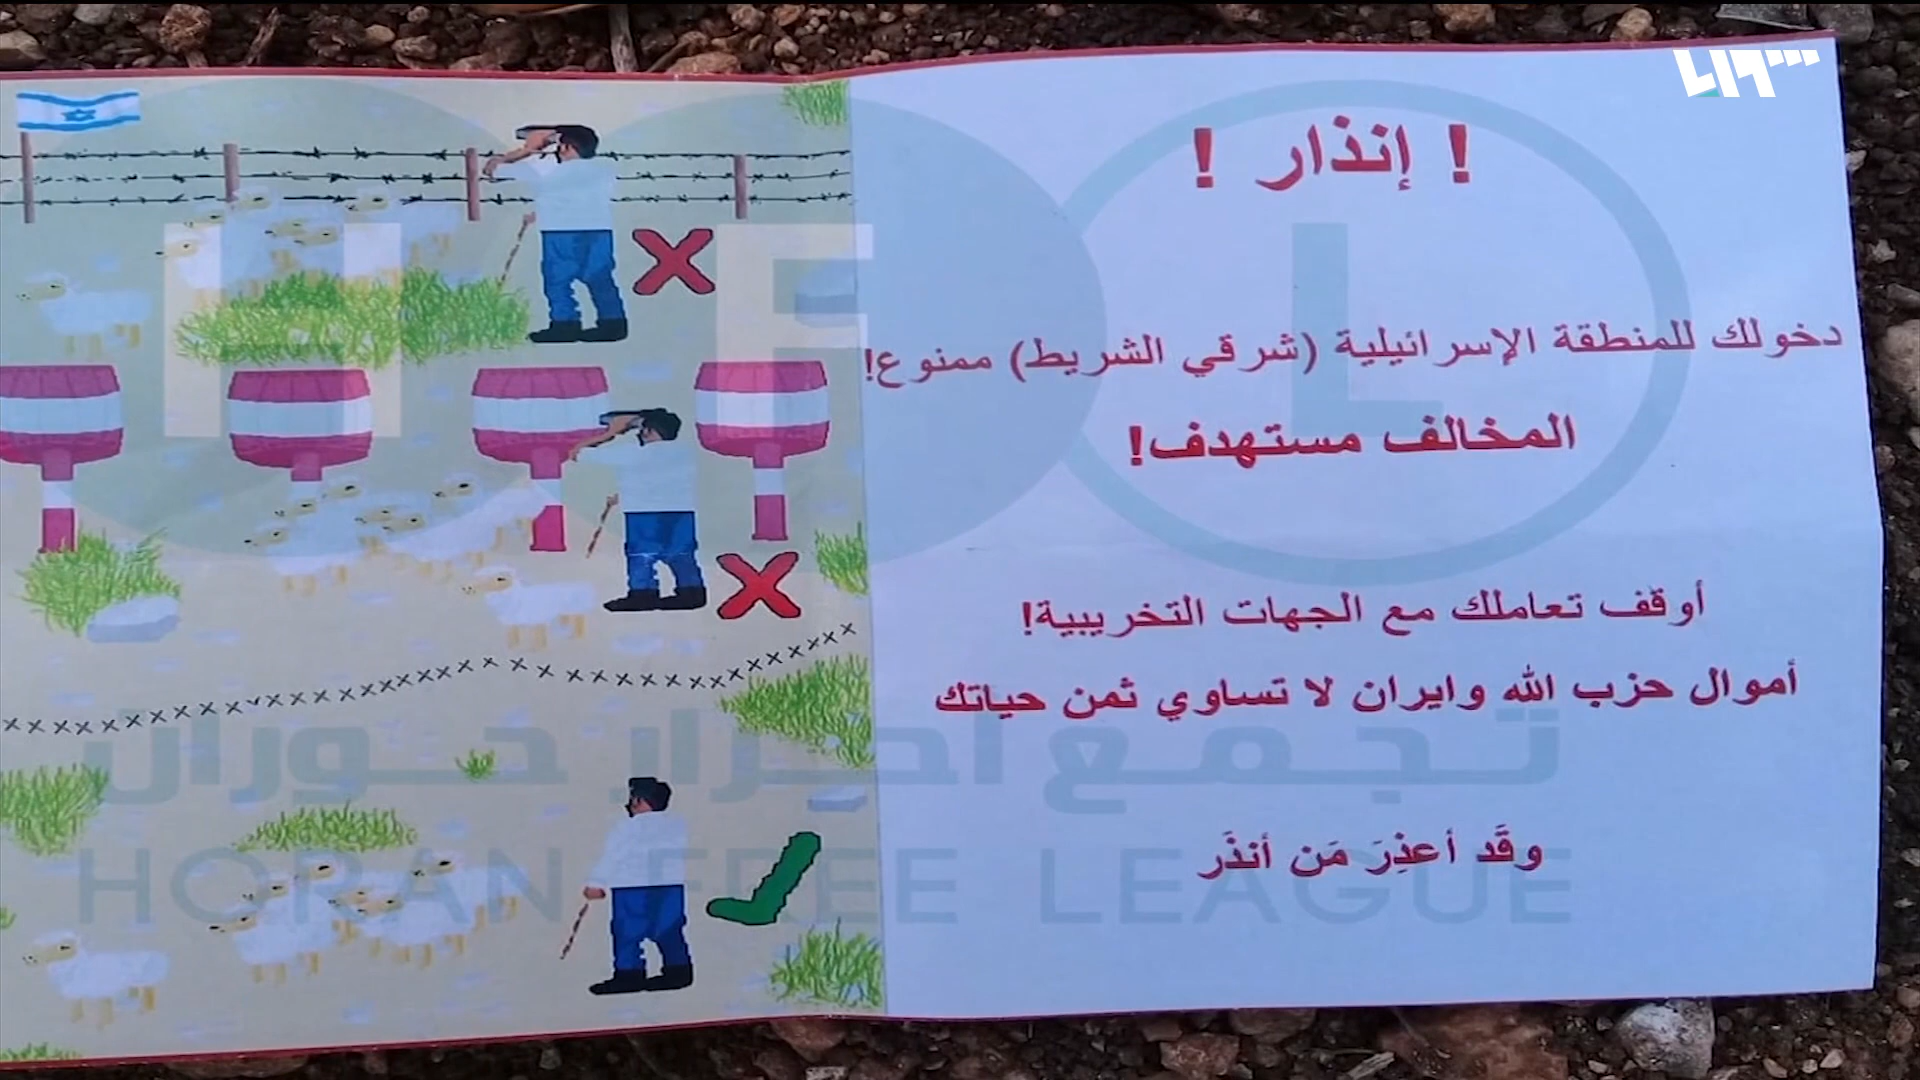 ! إنذار !
دخولك للمنطقة الإسرائيلية (شرقي الشريط) ممنوع!
المخالف مستهدف!
أوقف تعاملك مع الجهات التخريبية!
أموال حزب الله وايران لا تساوي ثمن حياتك
وقَد أعذِرَ مَن أنذَر
H F L
تجمع احرار حوران
HORAN FREE LEAGUE
سوريا